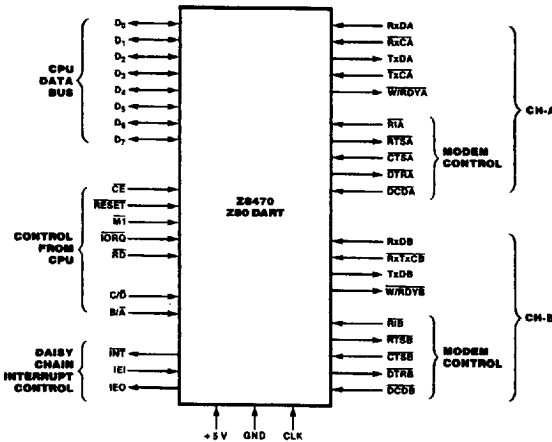 CPU
DATA
BUS
D0
D1
D2
D3
D4
D5
D6
D7
CONTROL
FROM
CPU
CE
RESET
M1
IORQ
RD
C/D
B/A
DAISY
CHAIN
INTERRUPT
CONTROL
INT
IEI
IEO
Z8470
Z80 DART
+5 V
GND
CLK
RxDA
RxCA
TxDA
TxCA
W/RDYA
RIA
RTSA
CTSA
DTRA
DCDA
MODEM
CONTROL
CH-A
RxDB
RxTxCB
TxDB
W/RDYB
RIB
RTSB
CTSB
DTRB
DCDB
MODEM
CONTROL
CH-B